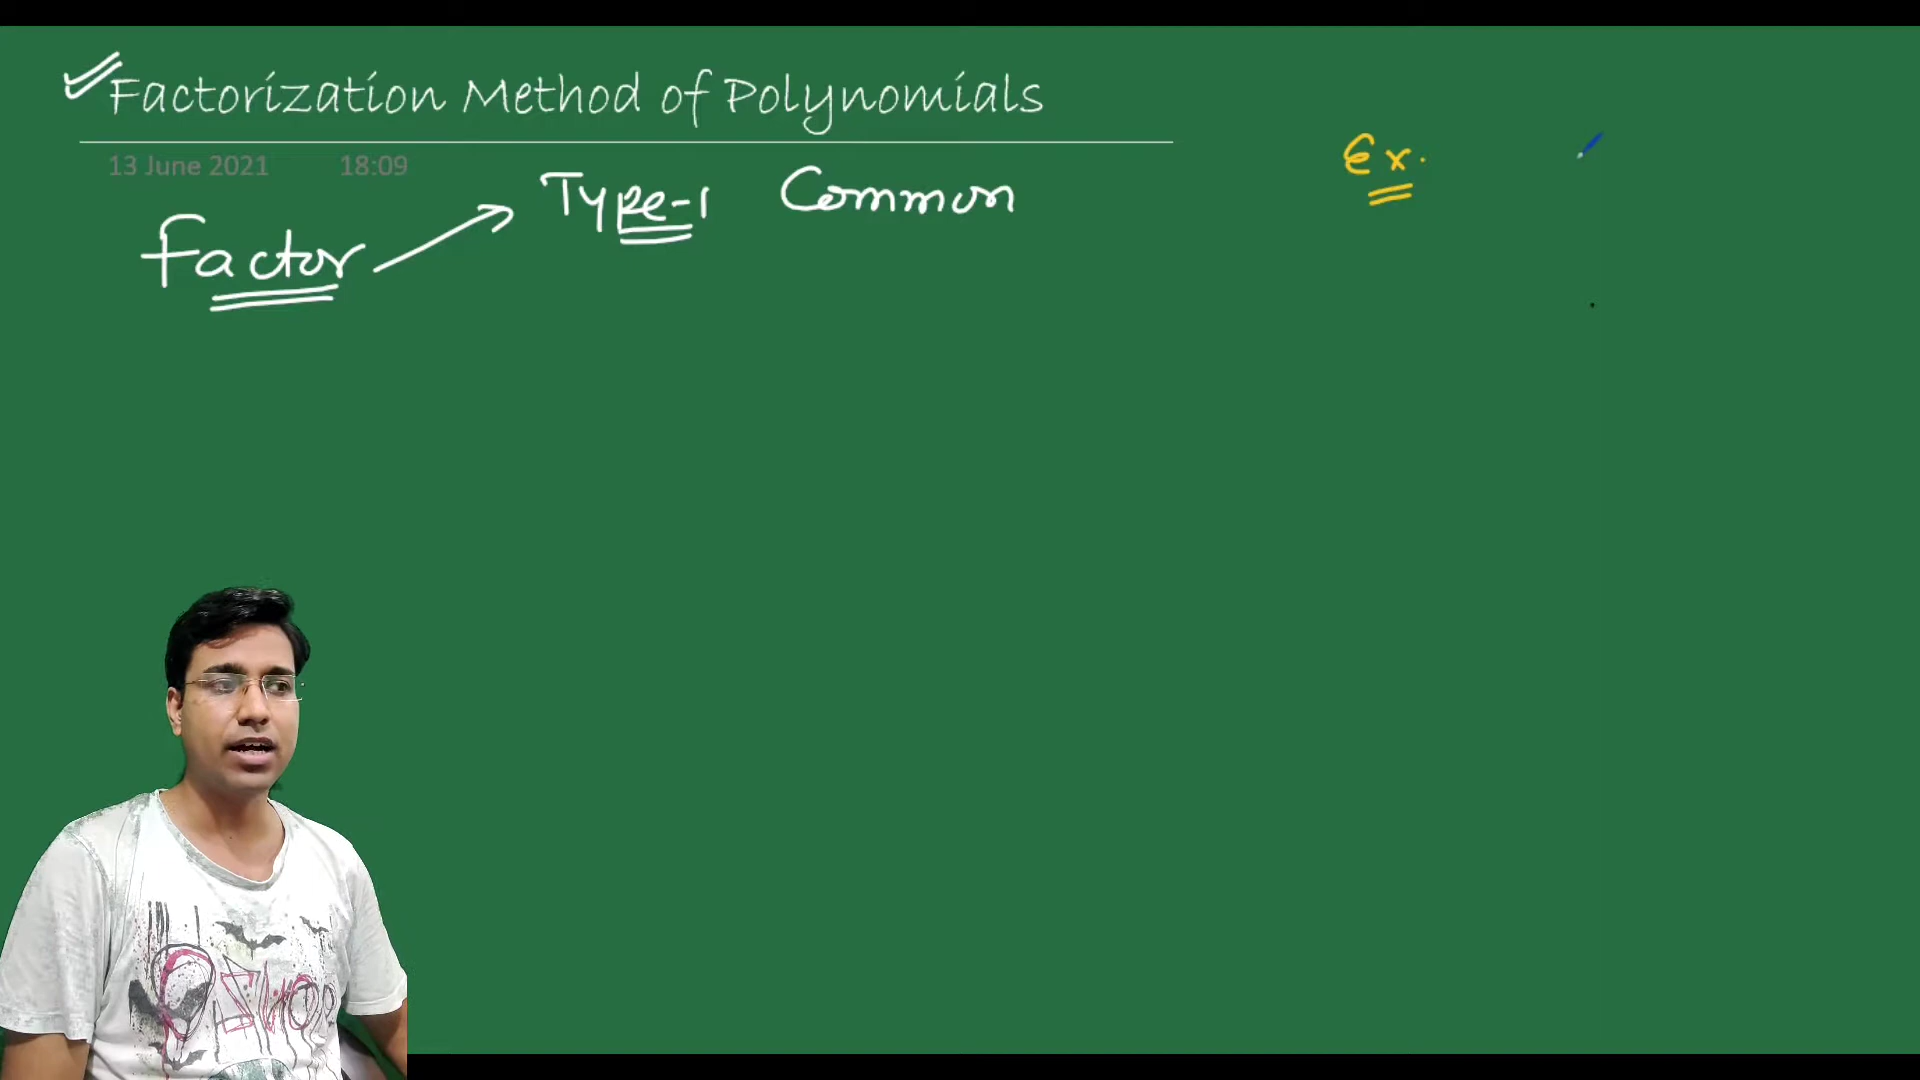 Factorization Method of Polynomials
13 June 2021 18:09
Type-1 Common
Factor
Ex.